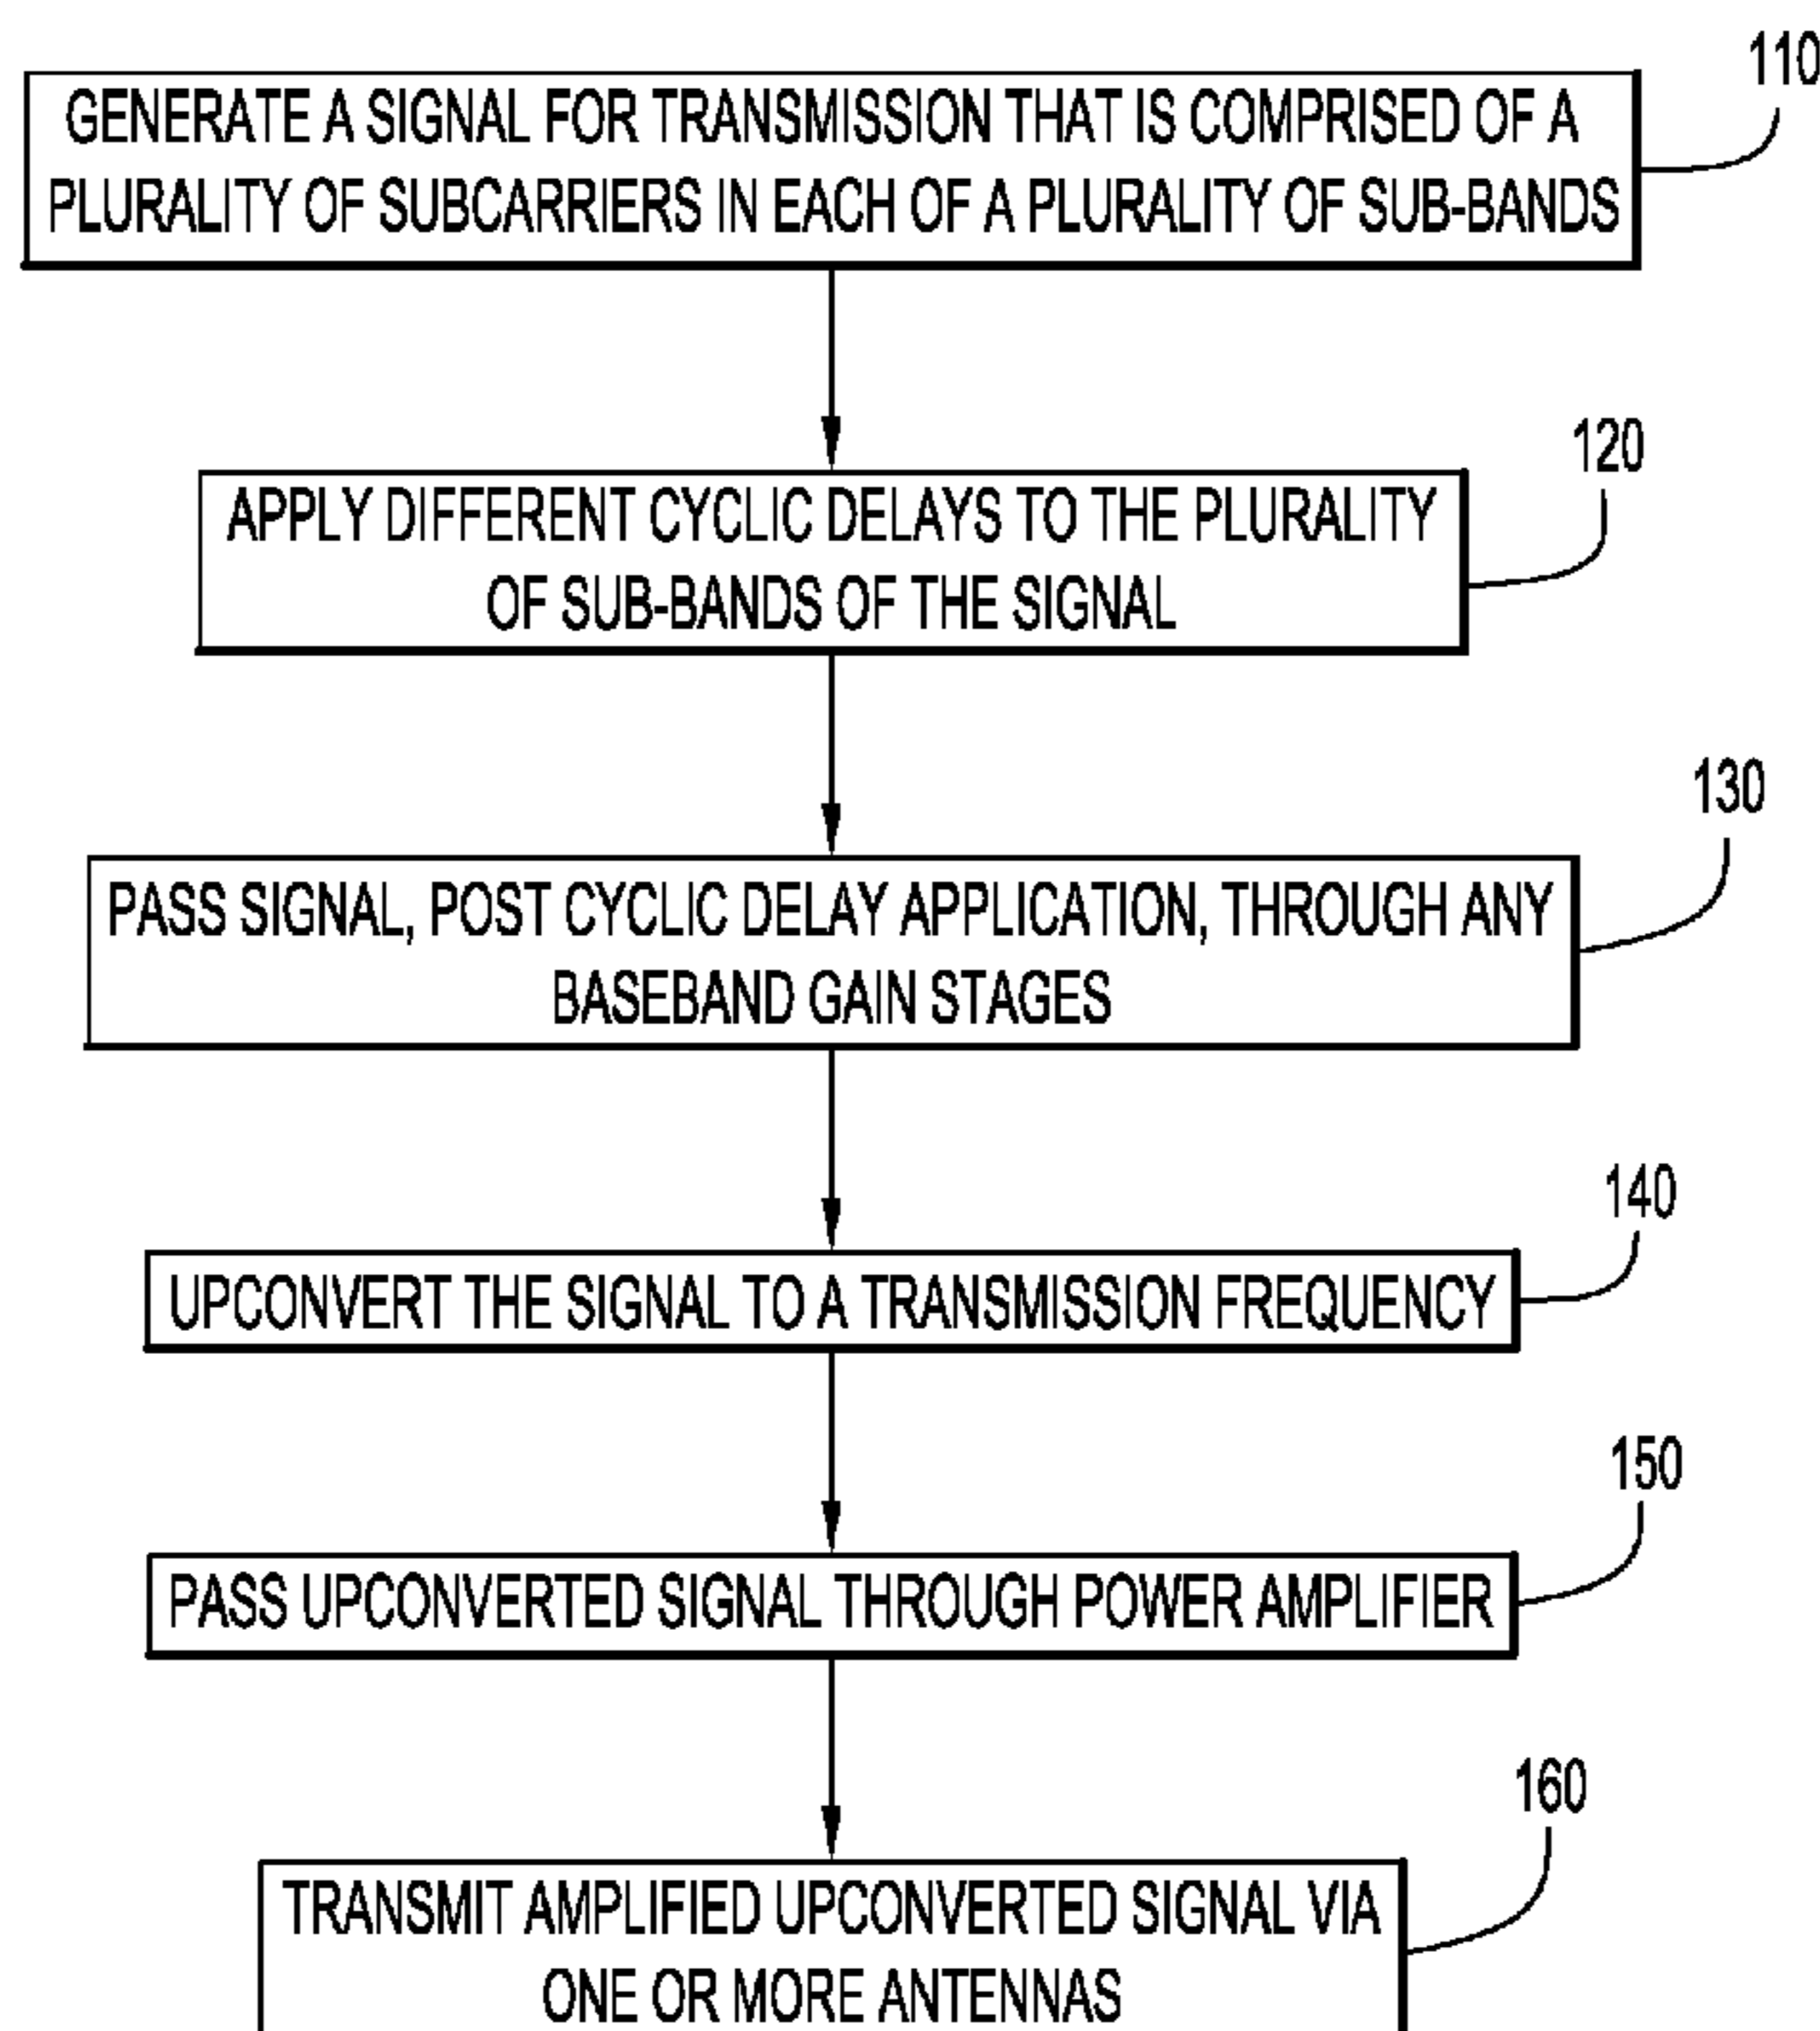 110
GENERATE A SIGNAL FOR TRANSMISSION THAT IS COMPRISED OF A
PLURALITY OF SUBCARRIERS IN EACH OF A PLURALITY OF SUB-BANDS
120
APPLY DIFFERENT CYCLIC DELAYS TO THE PLURALITY
OF SUB-BANDS OF THE SIGNAL
130
PASS SIGNAL, POST CYCLIC DELAY APPLICATION, THROUGH ANY
BASEBAND GAIN STAGES
140
UPCONVERT THE SIGNAL TO A TRANSMISSION FREQUENCY
150
PASS UPCONVERTED SIGNAL THROUGH POWER AMPLIFIER
160
TRANSMIT AMPLIFIED UPCONVERTED SIGNAL VIA
ONE OR MORE ANTENNAS